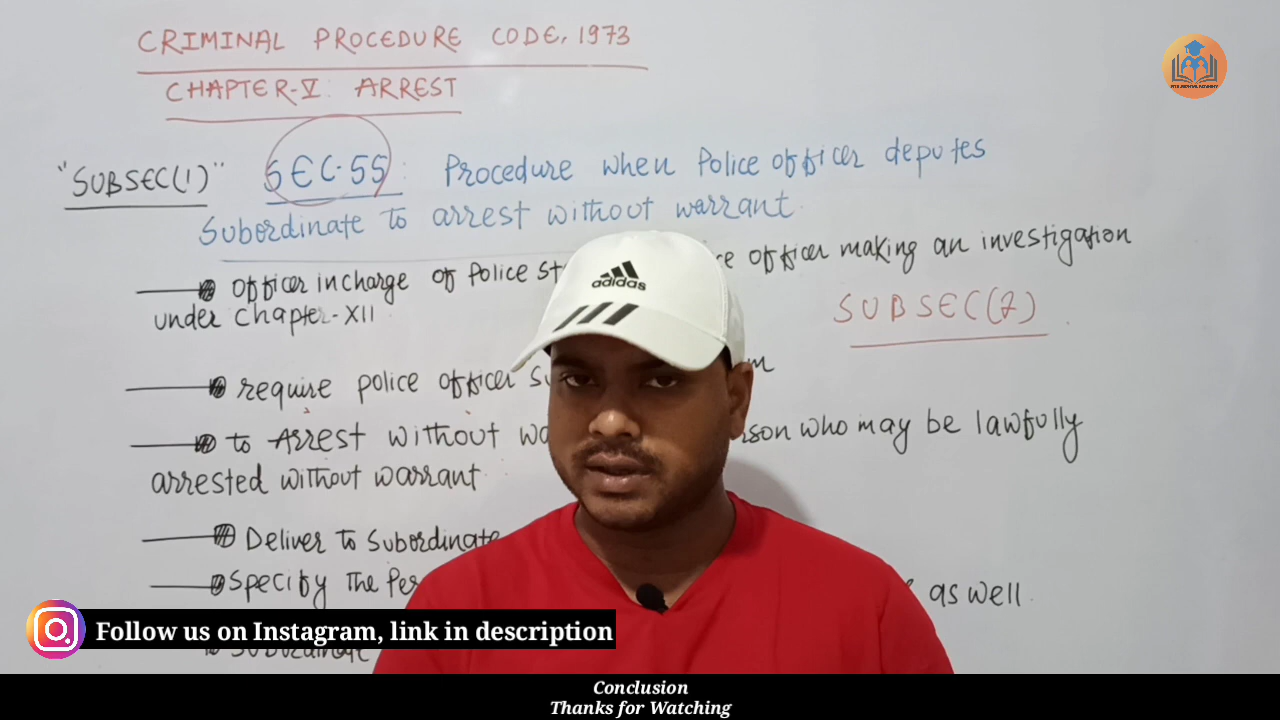 CRIMINAL PROCEDURE CODE, 1973
CHAPTER-V: ARREST
"SUBSEC(1)" SEC-55: Procedure when Police officer deputes
Subordinate to arrest without warrant
officer incharge of Police officer making an investigation
under chapter-XII
SUBSEC(2)
require police officer
to Arrest without who may be lawfully
arrested without warrant
Deliver to Subordinate
Specify The as well.
Subordinate
adidas
Follow us on Instagram, link in description
Conclusion
Thanks for Watching